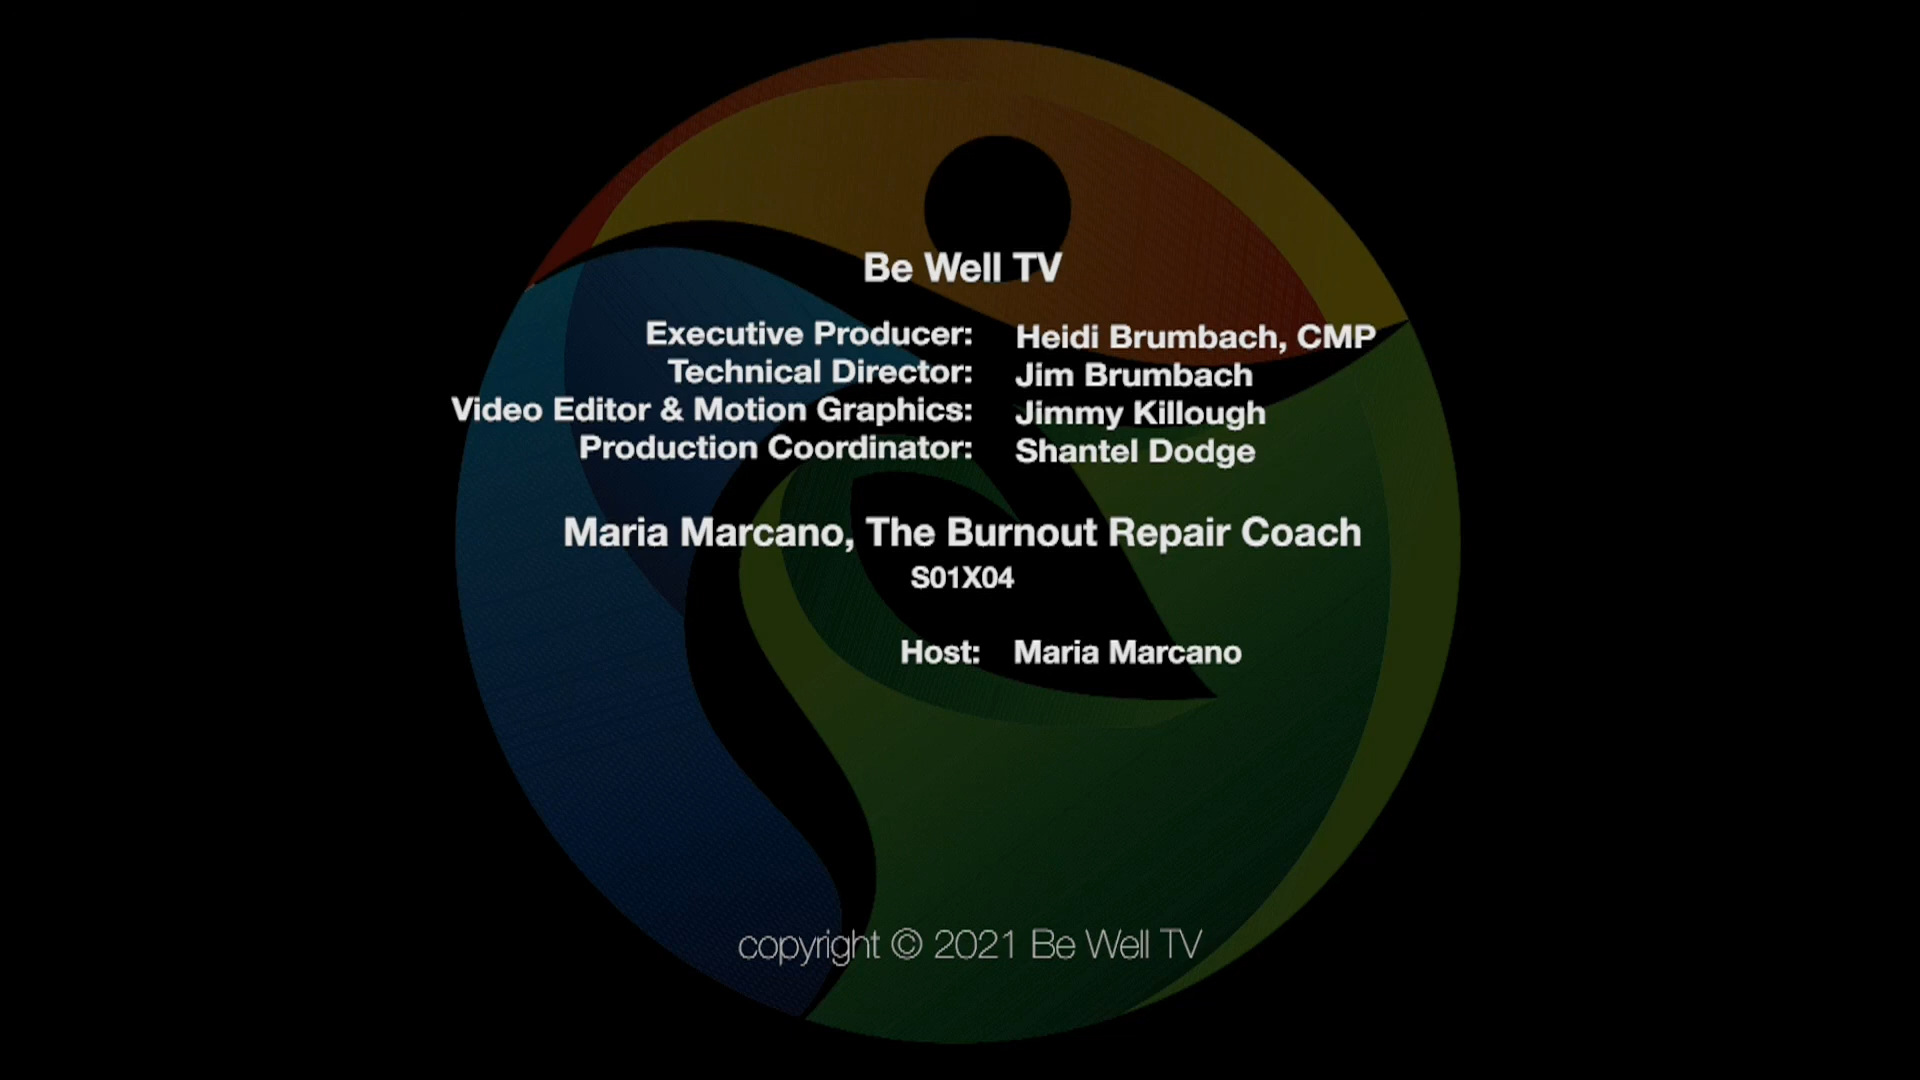 Be Well TV
Executive Producer: Heidi Brumbach, CMP
Technical Director: Jim Brumbach
Video Editor & Motion Graphics: Jimmy Killough
Production Coordinator: Shantel Dodge
Maria Marcano, The Burnout Repair Coach
S01X04
Host: Maria Marcano
copyright © 2021 Be Well TV